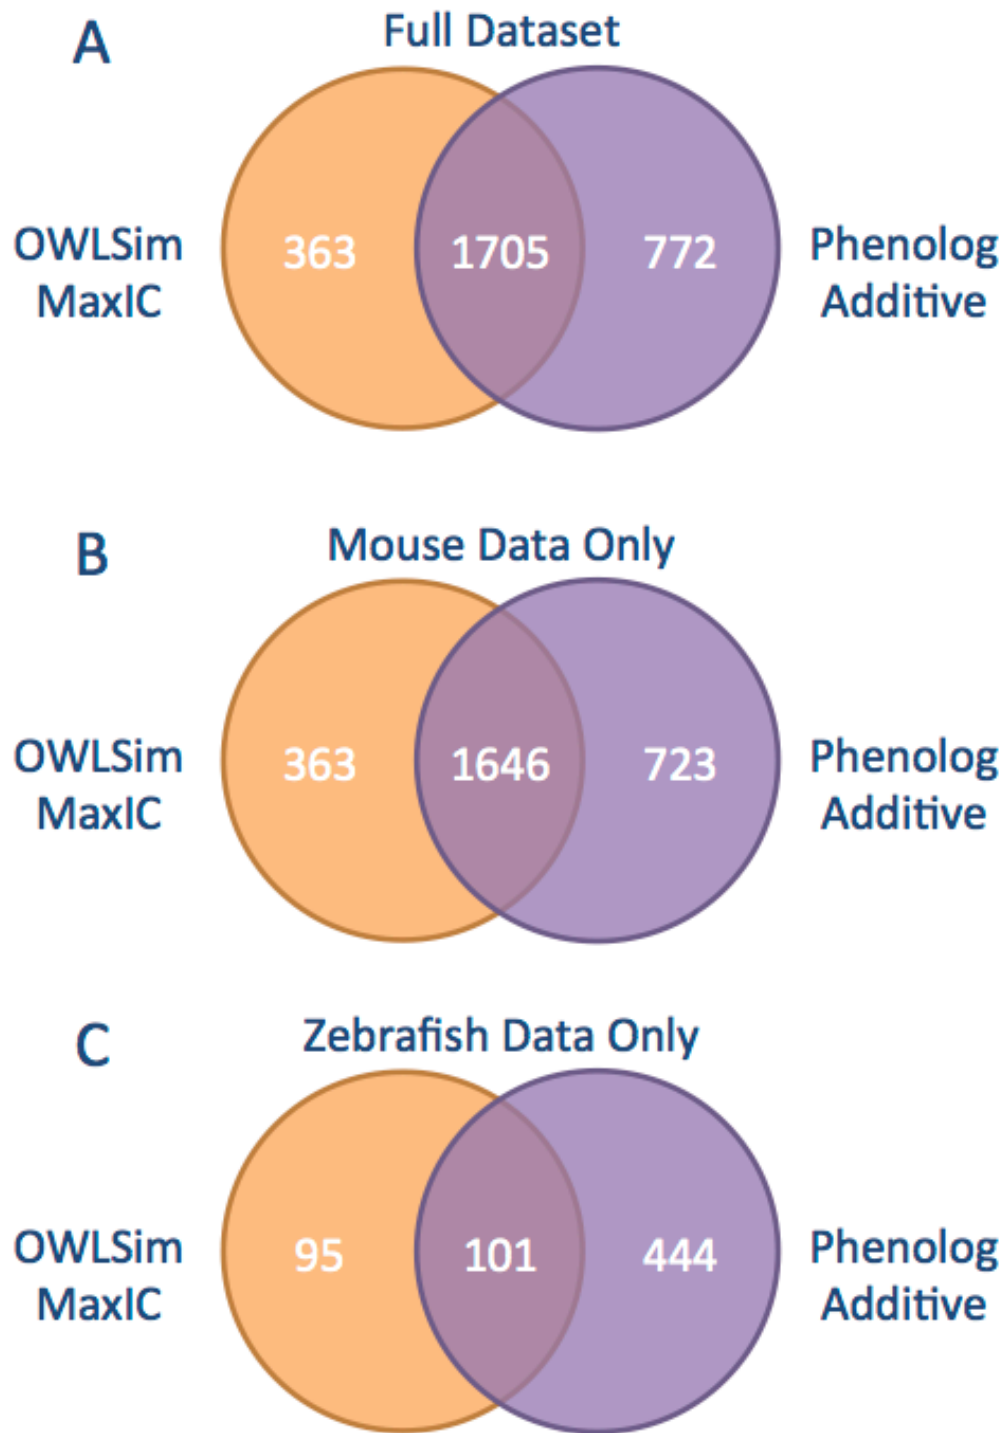 A
Full Dataset
OWLSim
MaxIC
363
1705
772
Phenolog
Additive
B
Mouse Data Only
OWLSim
MaxIC
363
1646
723
Phenolog
Additive
C
Zebrafish Data Only
OWLSim
MaxIC
95
101
444
Phenolog
Additive